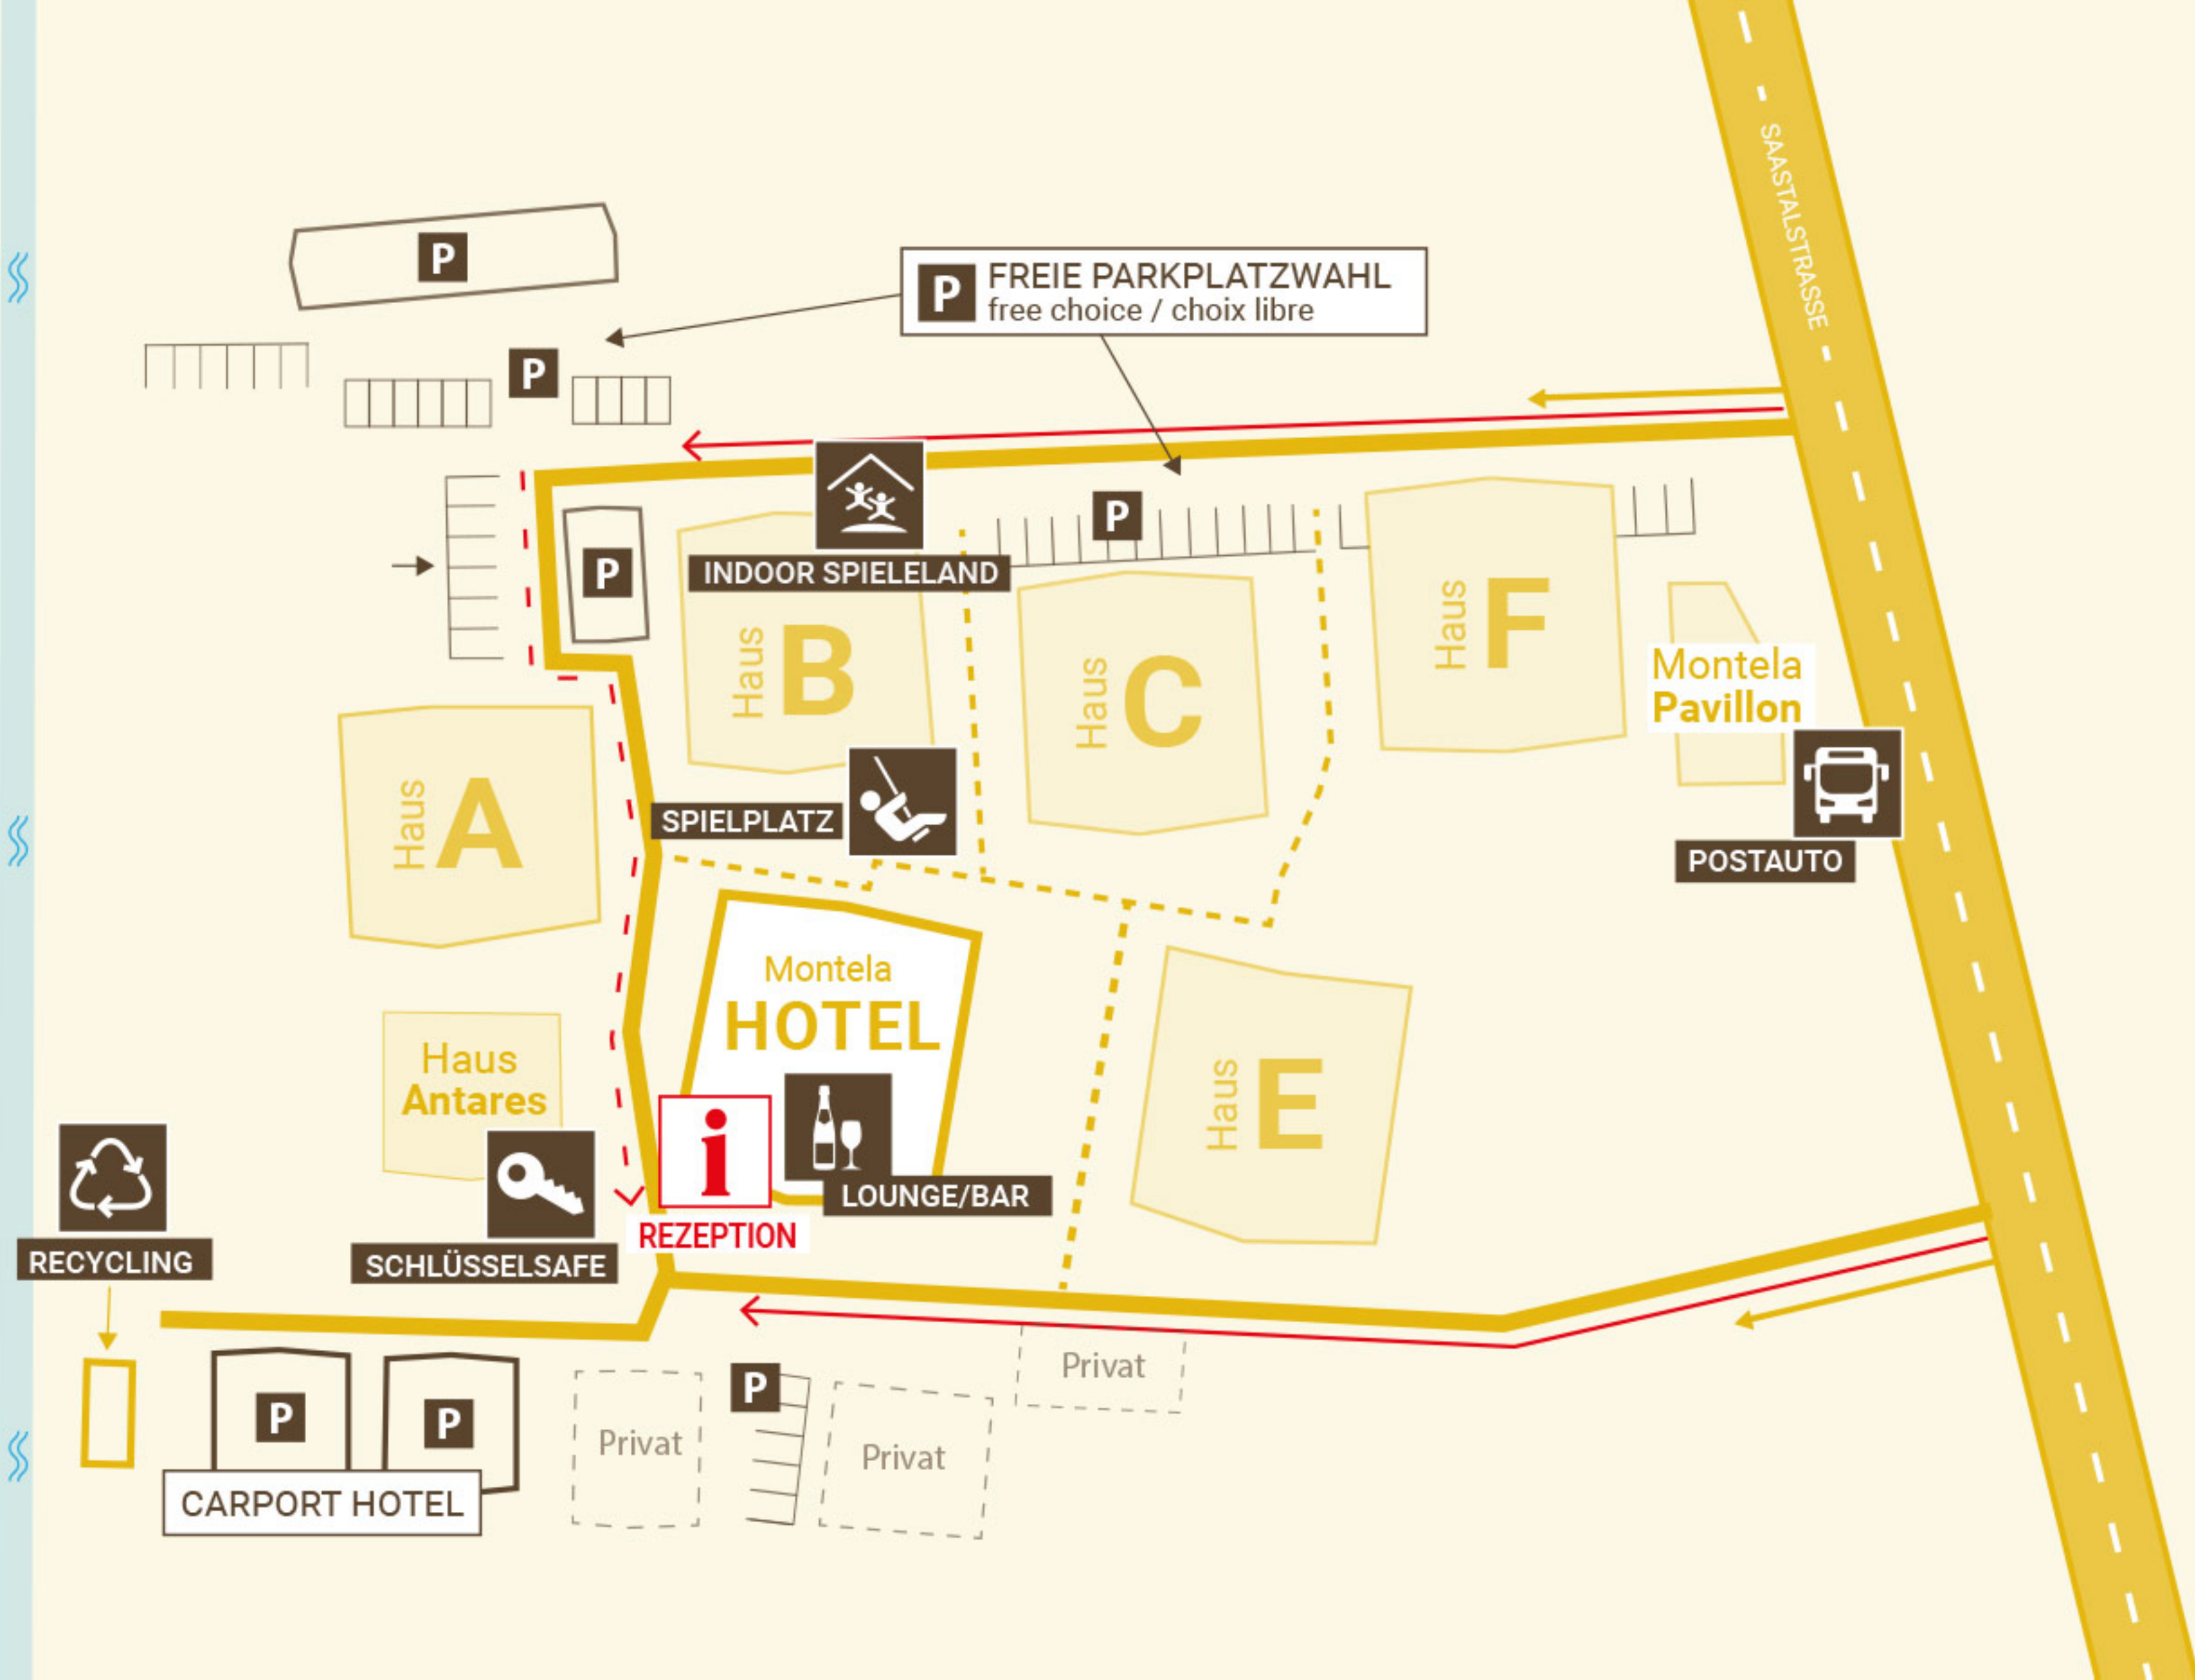 SAASTALSTRASSE
P
P FREIE PARKPLATZWAHL
free choice / choix libre
P
P
P
INDOOR SPIELELAND
Haus B
Haus C
Haus F
Montela
Pavillon
POSTAUTO
Haus A
SPIELPLATZ
Montela
HOTEL
Haus E
Haus
Antares
i
LOUNGE/BAR
REZEPTION
RECYCLING
SCHLÜSSELSAFE
Privat
P
P
P
Privat
Privat
CARPORT HOTEL